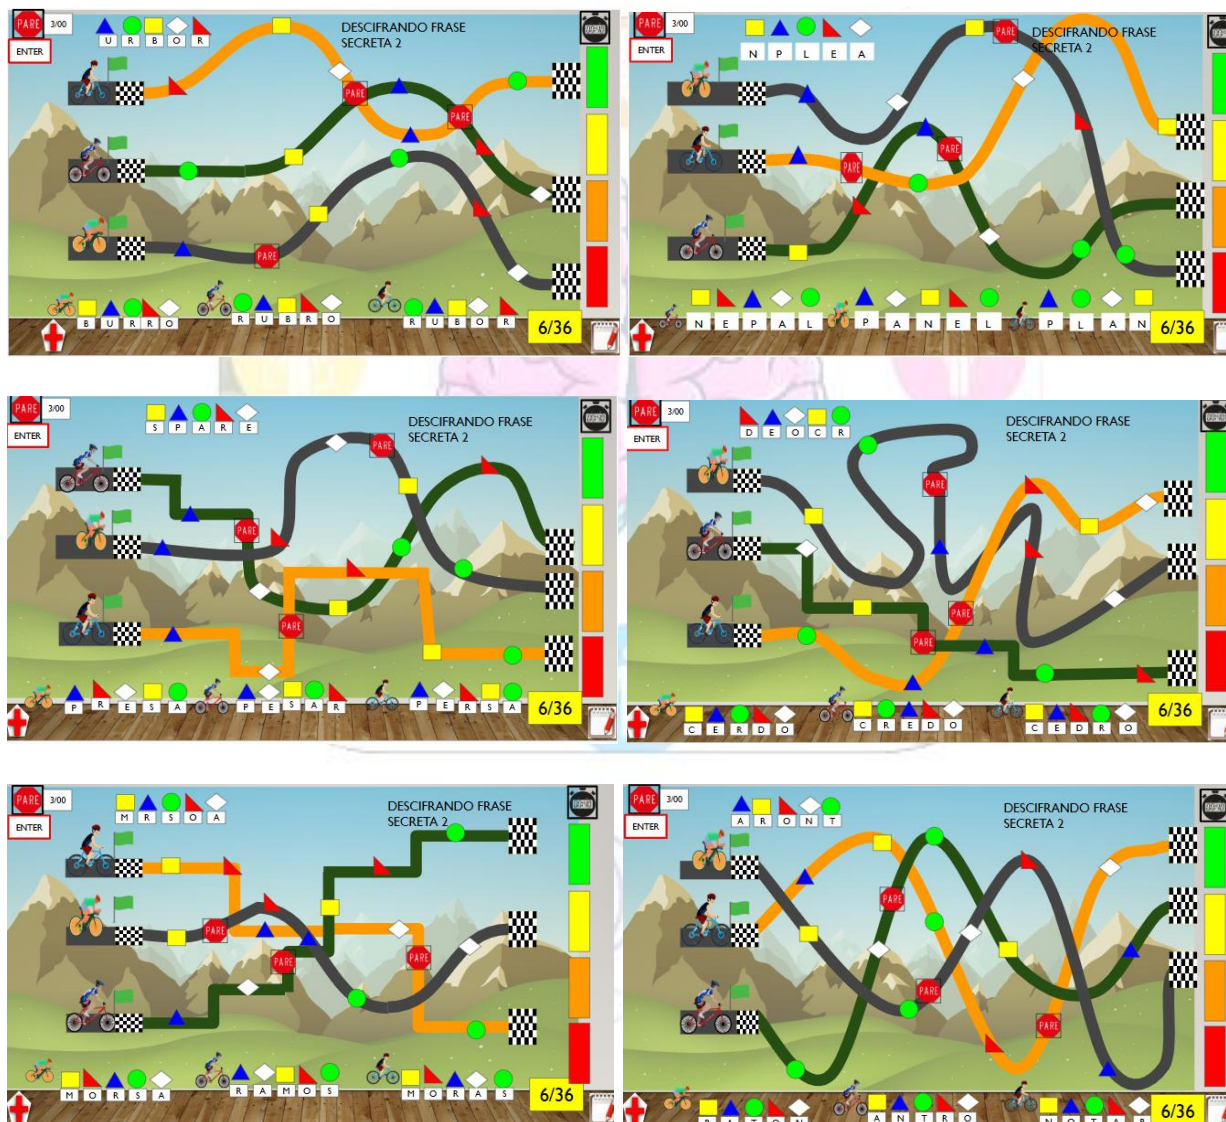 PARE 3/00
ENTER
U R B O R
DESCIFRANDO FRASE
SECRETA 2
PARE
PARE
PARE
B U R R O
R U B R O
R U B O R
6/36
PARE 3/00
ENTER
N P L E A
DESCIFRANDO FRASE
SECRETA 2
PARE
PARE
PARE
N E P A L
P A N E L
P L A N
6/36
PARE 3/00
ENTER
S P A R E
DESCIFRANDO FRASE
SECRETA 2
PARE
PARE
PARE
P R E S A
P E S A R
P E R S A
6/36
PARE 3/00
ENTER
D E O C R
DESCIFRANDO FRASE
SECRETA 2
PARE
PARE
PARE
C E R D O
C R E D O
C E D R O
6/36
PARE 3/00
ENTER
M R S O A
DESCIFRANDO FRASE
SECRETA 2
PARE
PARE
PARE
M O R S A
R A M O S
M O R A S
6/36
PARE 3/00
ENTER
A R O N T
DESCIFRANDO FRASE
SECRETA 2
PARE
PARE
PARE
R A T O N
A N T R O
N O T A R
6/36